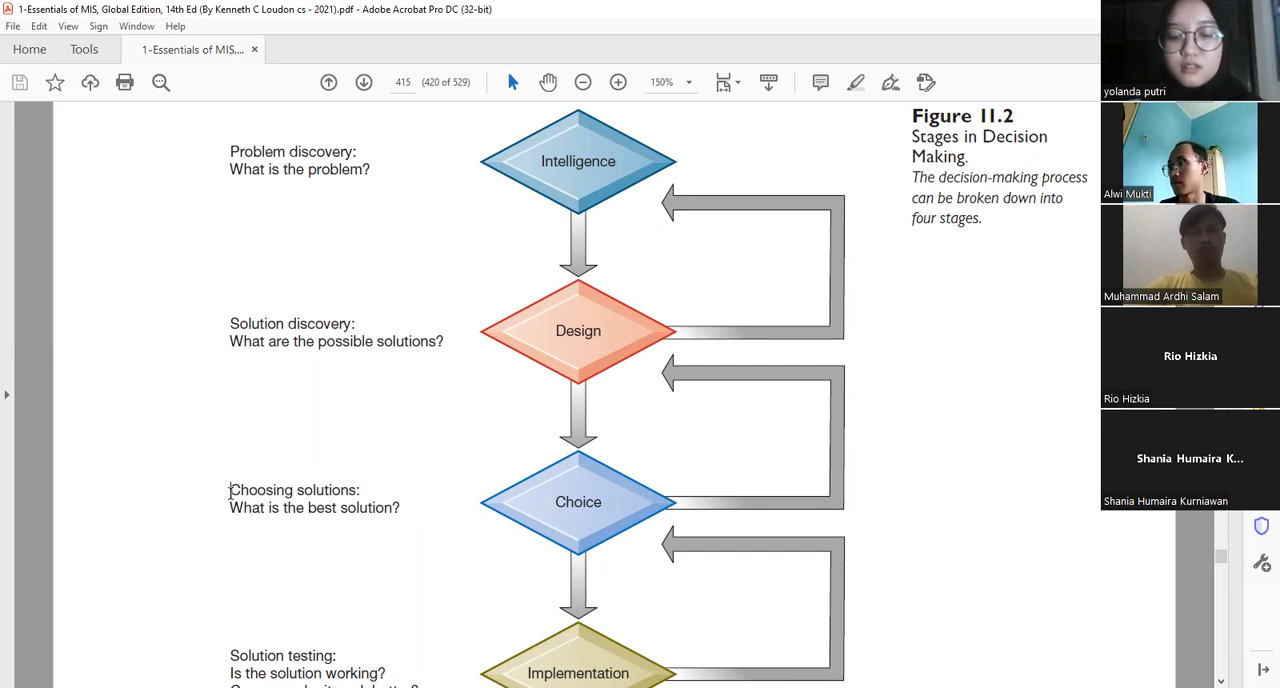 1-Essentials of MIS, Global Edition, 14th Ed (By Kenneth C Loudon cs - 2021).pdf - Adobe Acrobat Pro DC (32-bit)
File Edit View Sign Window Help
Home Tools 1-Essentials of MIS,... ×
415 (420 of 529) 150%
Figure 11.2
Stages in Decision
Making.
The decision-making process
can be broken down into
four stages.
Problem discovery:
What is the problem?
Intelligence
Solution discovery:
What are the possible solutions?
Design
Choosing solutions:
What is the best solution?
Choice
Solution testing:
Is the solution working?
Implementation
yolanda putri
Alwi Mukti
Muhammad Ardhi Salam
Rio Hizkia
Rio Hizkia
Shania Humaira K...
Shania Humaira Kurniawan